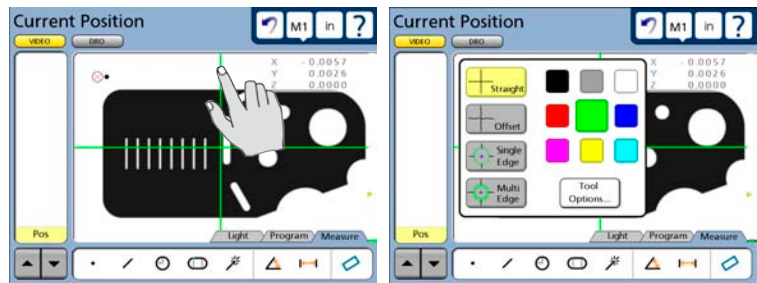 Current Position
M1
in
?
VIDEO
DRO
X - 0.0057
Y 0.0026
Z 0.0000
Pos
Light
Program
Measure
Current Position
M1
in
?
VIDEO
DRO
X - 0.0057
Y 0.0026
Z 0.0000
Straight
Offset
Single
Edge
Multi
Edge
Tool
Options...
Pos
Light
Program
Measure